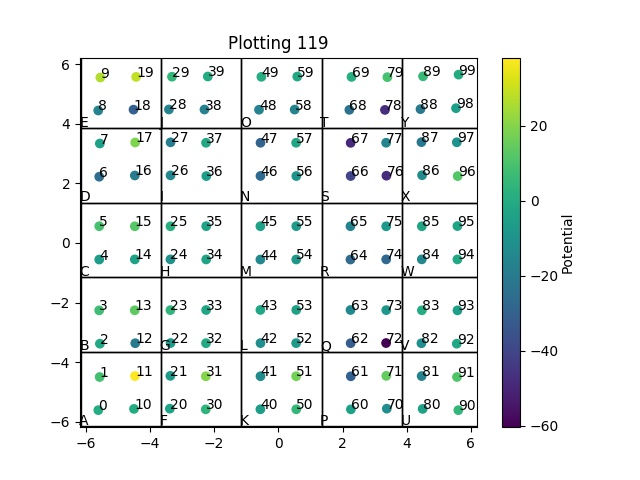 Plotting 119
6
9 19 29 39 49 59 69 79 89 99
8 18 28 38 48 58 68 78 88 98
4 E J O T Y
7 17 27 37 47 57 67 77 87 97
6 16 26 36 46 56 66 76 86 96
2 D I N S X
5 15 25 35 45 55 65 75 85 95
0
4 14 24 34 44 54 64 74 84 94
C H M R W
−2
3 13 23 33 43 53 63 73 83 93
2 12 22 32 42 52 62 72 82 92
B G L Q V
−4
1 11 21 31 41 51 61 71 81 91
0 10 20 30 40 50 60 70 80 90
−6 A F K P U
−6 −4 −2 0 2 4 6
20
0
−20
−40
−60
Potential